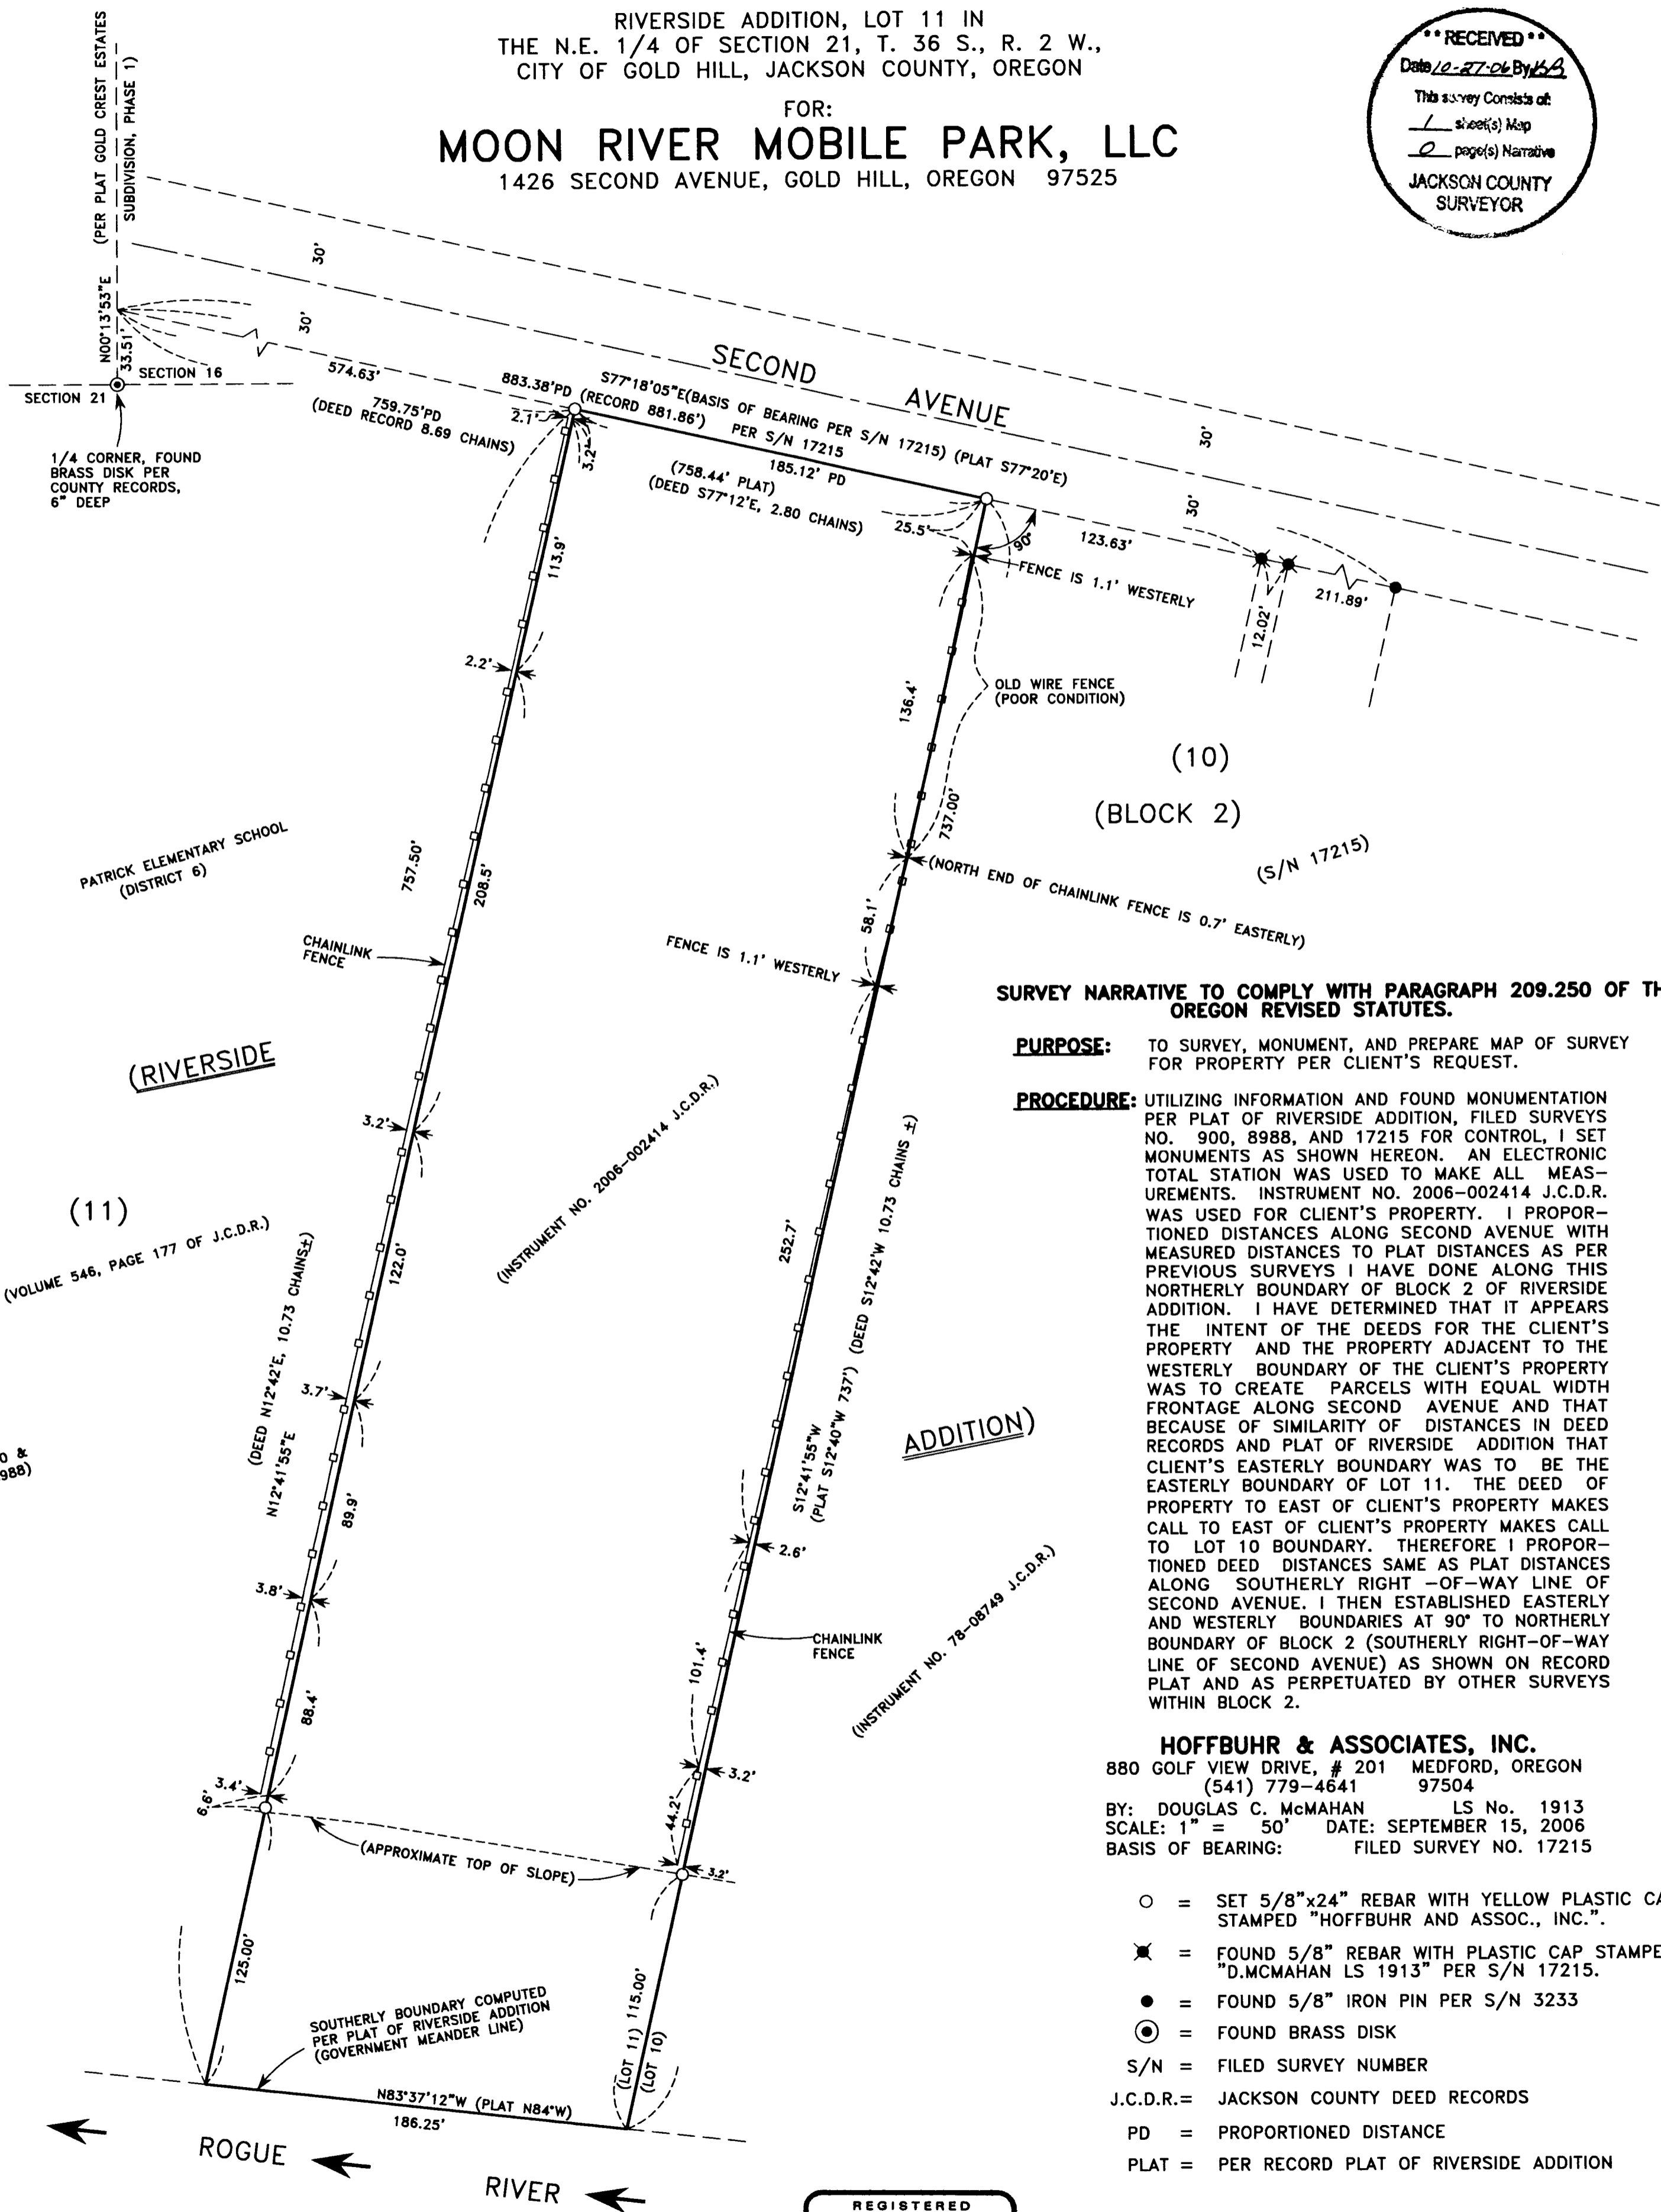 RIVERSIDE ADDITION, LOT 11 IN
THE N.E. 1/4 OF SECTION 21, T. 36 S., R. 2 W.,
CITY OF GOLD HILL, JACKSON COUNTY, OREGON
FOR:
MOON RIVER MOBILE PARK, LLC
1426 SECOND AVENUE, GOLD HILL, OREGON 97525
** RECEIVED **
Date 10-27-06 By
This survey Consists of:
1 sheet(s) Map
0 page(s) Narrative
JACKSON COUNTY
SURVEYOR
(PER PLAT GOLD CREST ESTATES
SUBDIVISION, PHASE 1)
N00°13'53"E
33.51'
SECTION 16
SECTION 21
1/4 CORNER, FOUND
BRASS DISK PER
COUNTY RECORDS,
6" DEEP
30'
30'
SECOND AVENUE
30'
30'
574.63'
759.75'PD
(DEED RECORD 8.69 CHAINS)
883.38'PD
(RECORD 881.86')
S77°18'05"E(BASIS OF BEARING PER S/N 17215) (PLAT S77°20'E)
PER S/N 17215
185.12' PD
(758.44' PLAT)
(DEED S77°12'E, 2.80 CHAINS)
2.1'
3.2'
25.5'
90°
123.63'
12.02'
211.89'
FENCE IS 1.1' WESTERLY
113.9'
2.2'
OLD WIRE FENCE
(POOR CONDITION)
136.4'
737.00'
(10)
(BLOCK 2)
(S/N 17215)
PATRICK ELEMENTARY SCHOOL
(DISTRICT 6)
757.50'
208.5'
(NORTH END OF CHAINLINK FENCE IS 0.7' EASTERLY)
58.1'
CHAINLINK
FENCE
FENCE IS 1.1' WESTERLY
(RIVERSIDE
3.2'
(11)
(VOLUME 546, PAGE 177 OF J.C.D.R.)
(INSTRUMENT NO. 2006-002414 J.C.D.R.)
122.0'
252.7'
(DEED N12°42'E, 10.73 CHAINS±)
N12°41'55"E
S12°41'55"W
(PLAT S12°40"W 737') (DEED S12°42'W 10.73 CHAINS ±)
3.7'
ADDITION)
0 &
988)
89.9'
2.6'
3.8'
CHAINLINK
FENCE
101.4'
(INSTRUMENT NO. 78-08749 J.C.D.R.)
88.4'
3.4'
6.6'
3.2'
44.2'
3.2'
(APPROXIMATE TOP OF SLOPE)
125.00'
SOUTHERLY BOUNDARY COMPUTED
PER PLAT OF RIVERSIDE ADDITION
(GOVERNMENT MEANDER LINE)
(LOT 11) 115.00'
(LOT 10)
N83°37'12"W (PLAT N84°W)
186.25'
ROGUE
RIVER
SURVEY NARRATIVE TO COMPLY WITH PARAGRAPH 209.250 OF TH
OREGON REVISED STATUTES.
PURPOSE: TO SURVEY, MONUMENT, AND PREPARE MAP OF SURVEY
FOR PROPERTY PER CLIENT'S REQUEST.
PROCEDURE: UTILIZING INFORMATION AND FOUND MONUMENTATION
PER PLAT OF RIVERSIDE ADDITION, FILED SURVEYS
NO. 900, 8988, AND 17215 FOR CONTROL, I SET
MONUMENTS AS SHOWN HEREON. AN ELECTRONIC
TOTAL STATION WAS USED TO MAKE ALL MEAS-
UREMENTS. INSTRUMENT NO. 2006-002414 J.C.D.R.
WAS USED FOR CLIENT'S PROPERTY. I PROPOR-
TIONED DISTANCES ALONG SECOND AVENUE WITH
MEASURED DISTANCES TO PLAT DISTANCES AS PER
PREVIOUS SURVEYS I HAVE DONE ALONG THIS
NORTHERLY BOUNDARY OF BLOCK 2 OF RIVERSIDE
ADDITION. I HAVE DETERMINED THAT IT APPEARS
THE INTENT OF THE DEEDS FOR THE CLIENT'S
PROPERTY AND THE PROPERTY ADJACENT TO THE
WESTERLY BOUNDARY OF THE CLIENT'S PROPERTY
WAS TO CREATE PARCELS WITH EQUAL WIDTH
FRONTAGE ALONG SECOND AVENUE AND THAT
BECAUSE OF SIMILARITY OF DISTANCES IN DEED
RECORDS AND PLAT OF RIVERSIDE ADDITION THAT
CLIENT'S EASTERLY BOUNDARY WAS TO BE THE
EASTERLY BOUNDARY OF LOT 11. THE DEED OF
PROPERTY TO EAST OF CLIENT'S PROPERTY MAKES
CALL TO EAST OF CLIENT'S PROPERTY MAKES CALL
TO LOT 10 BOUNDARY. THEREFORE I PROPOR-
TIONED DEED DISTANCES SAME AS PLAT DISTANCES
ALONG SOUTHERLY RIGHT -OF-WAY LINE OF
SECOND AVENUE. I THEN ESTABLISHED EASTERLY
AND WESTERLY BOUNDARIES AT 90° TO NORTHERLY
BOUNDARY OF BLOCK 2 (SOUTHERLY RIGHT-OF-WAY
LINE OF SECOND AVENUE) AS SHOWN ON RECORD
PLAT AND AS PERPETUATED BY OTHER SURVEYS
WITHIN BLOCK 2.
HOFFBUHR & ASSOCIATES, INC.
880 GOLF VIEW DRIVE, # 201 MEDFORD, OREGON
(541) 779-4641 97504
BY: DOUGLAS C. McMAHAN LS No. 1913
SCALE: 1" = 50' DATE: SEPTEMBER 15, 2006
BASIS OF BEARING: FILED SURVEY NO. 17215
○ = SET 5/8"x24" REBAR WITH YELLOW PLASTIC CA
STAMPED "HOFFBUHR AND ASSOC., INC.".
= FOUND 5/8" REBAR WITH PLASTIC CAP STAMPE
"D.MCMAHAN LS 1913" PER S/N 17215.
● = FOUND 5/8" IRON PIN PER S/N 3233
= FOUND BRASS DISK
S/N = FILED SURVEY NUMBER
J.C.D.R.= JACKSON COUNTY DEED RECORDS
PD = PROPORTIONED DISTANCE
PLAT = PER RECORD PLAT OF RIVERSIDE ADDITION
REGISTERED